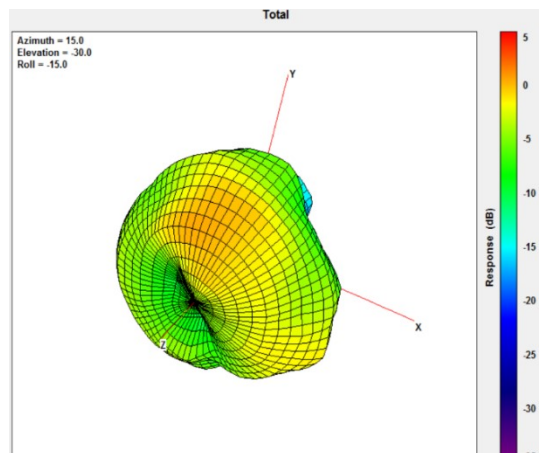 Total
Azimuth = 15.0
Elevation = -30.0
Roll = -15.0
Y
X
Z
5
0
-5
-10
-15
-20
-25
-30
Response (dB)